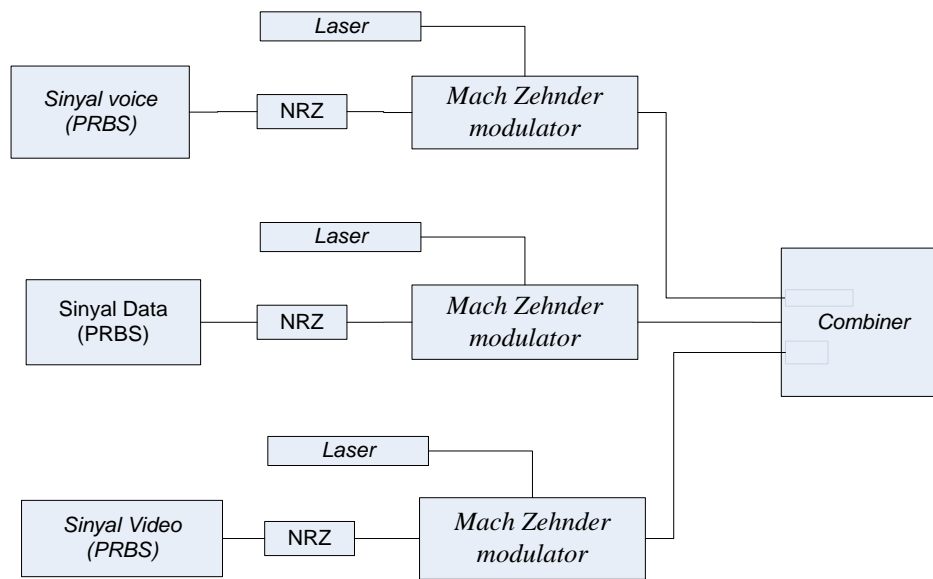 Laser
Sinyal voice
(PRBS)
NRZ
Mach Zehnder
modulator
Laser
Sinyal Data
(PRBS)
NRZ
Mach Zehnder
modulator
Combiner
Laser
Sinyal Video
(PRBS)
NRZ
Mach Zehnder
modulator